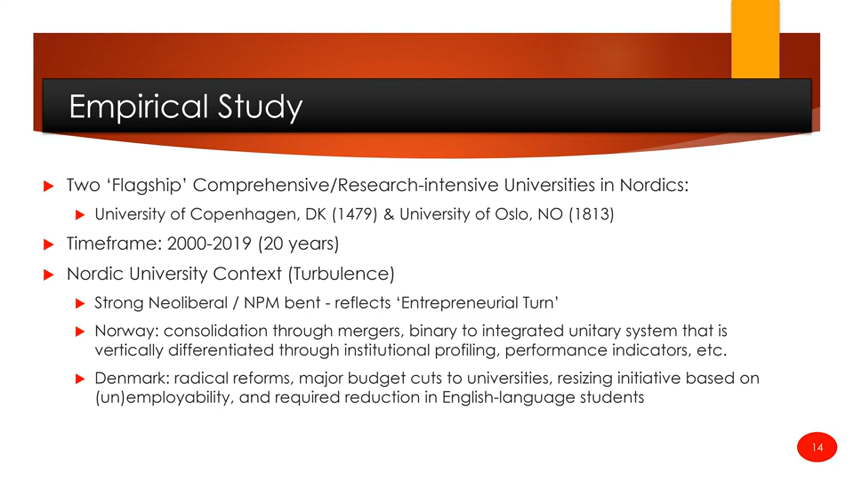 Empirical Study
Two ‘Flagship’ Comprehensive/Research-intensive Universities in Nordics:
University of Copenhagen, DK (1479) & University of Oslo, NO (1813)
Timeframe: 2000-2019 (20 years)
Nordic University Context (Turbulence)
Strong Neoliberal / NPM bent - reflects ‘Entrepreneurial Turn’
Norway: consolidation through mergers, binary to integrated unitary system that is
vertically differentiated through institutional profiling, performance indicators, etc.
Denmark: radical reforms, major budget cuts to universities, resizing initiative based on
(un)employability, and required reduction in English-language students
14